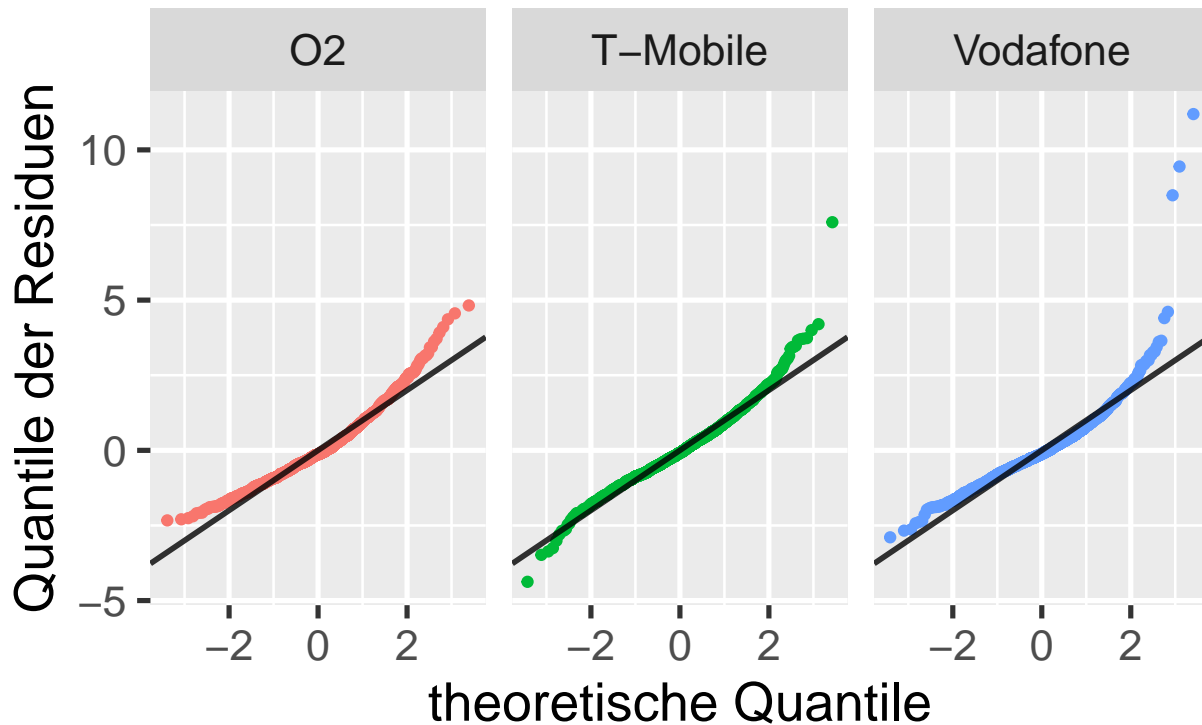 O2
T−Mobile
Vodafone
Quantile der Residuen
10
5
0
−5
−2 0 2
−2 0 2
−2 0 2
theoretische Quantile